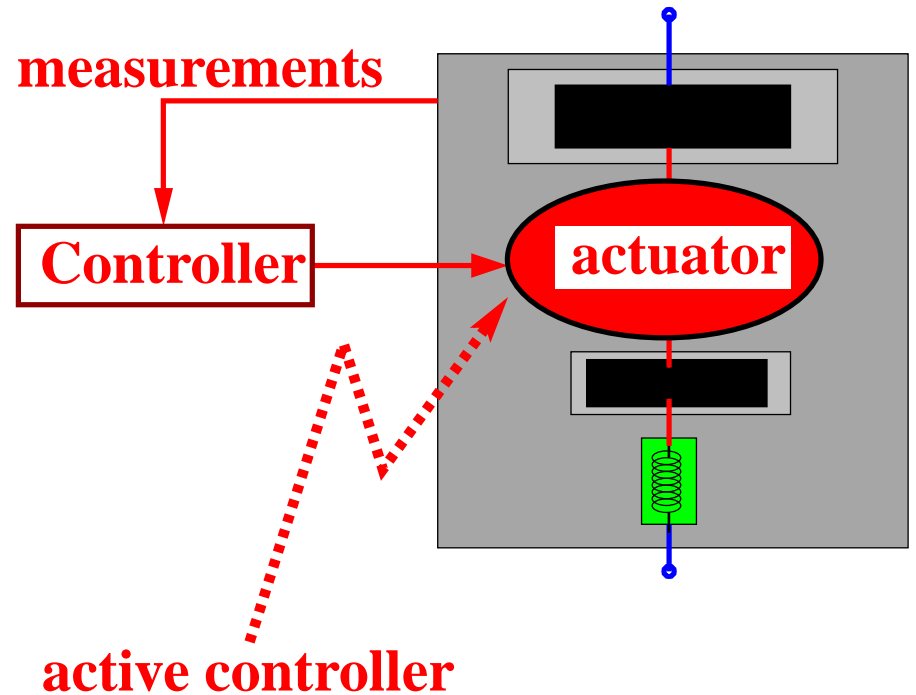 measurements
Controller
actuator
active controller